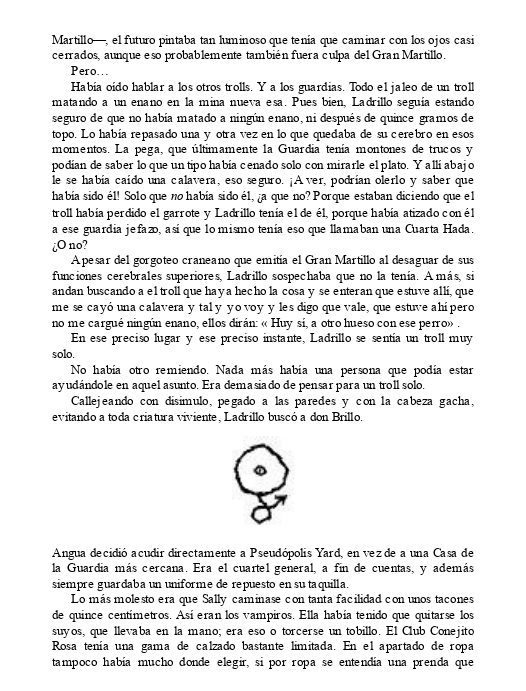 Martillo—, el futuro pintaba tan luminoso que tenía que caminar con los ojos casi
cerrados, aunque eso probablemente también fuera culpa del Gran Martillo.
Pero…
Había oído hablar a los otros trolls. Y a los guardias. Todo el jaleo de un troll
matando a un enano en la mina nueva esa. Pues bien, Ladrillo seguía estando
seguro de que no había matado a ningún enano, ni después de quince gramos de
topo. Lo había repasado una y otra vez en lo que quedaba de su cerebro en esos
momentos. La pega, que últimamente la Guardia tenía montones de trucos y
podían de saber lo que un tipo había cenado solo con mirarle el plato. Y allí abajo
le se había caído una calavera, eso seguro. ¡A ver, podrían olerlo y saber que
había sido él! Solo que no había sido él, ¿a que no? Porque estaban diciendo que el
troll había perdido el garrote y Ladrillo tenía el de él, porque había atizado con él
a ese guardia jefazo, así que lo mismo tenía eso que llamaban una Cuarta Hada.
¿O no?
A pesar del gorgoteo craneano que emitía el Gran Martillo al desaguar de sus
funciones cerebrales superiores, Ladrillo sospechaba que no la tenía. A más, si
andan buscando a el troll que haya hecho la cosa y se enteran que estuve allí, que
me se cayó una calavera y tal y yo voy y les digo que vale, que estuve ahí pero
no me cargué ningún enano, ellos dirán: « Huy sí, a otro hueso con ese perro» .
En ese preciso lugar y ese preciso instante, Ladrillo se sentía un troll muy
solo.
No había otro remiendo. Nada más había una persona que podía estar
ayudándole en aquel asunto. Era demasiado de pensar para un troll solo.
Callejeando con disimulo, pegado a las paredes y con la cabeza gacha,
evitando a toda criatura viviente, Ladrillo buscó a don Brillo.
Angua decidió acudir directamente a Pseudópolis Yard, en vez de a una Casa de
la Guardia más cercana. Era el cuartel general, a fin de cuentas, y además
siempre guardaba un uniforme de repuesto en su taquilla.
Lo más molesto era que Sally caminase con tanta facilidad con unos tacones
de quince centímetros. Así eran los vampiros. Ella había tenido que quitarse los
suyos, que llevaba en la mano; era eso o torcerse un tobillo. El Club Conejito
Rosa tenía una gama de calzado bastante limitada. En el apartado de ropa
tampoco había mucho donde elegir, si por ropa se entendía una prenda que